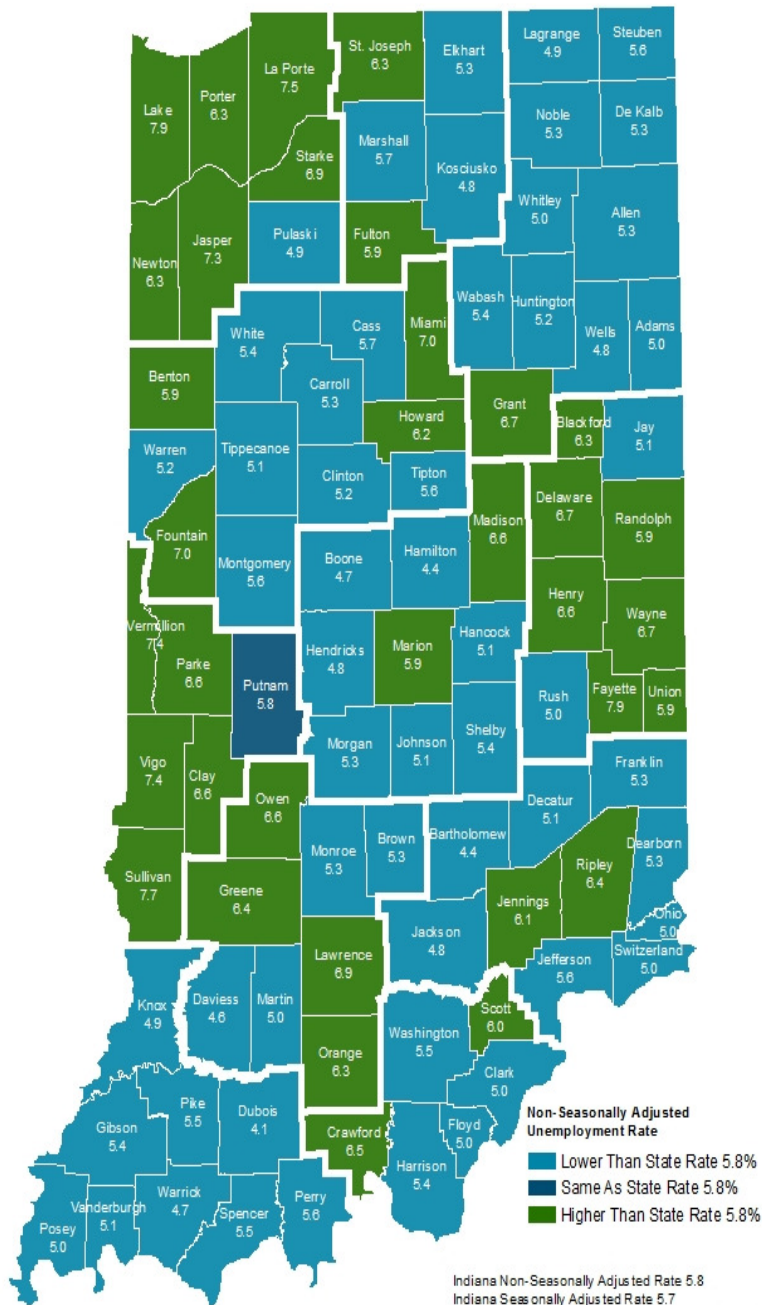 Lagrange
4.9
Steuben
5.6
St. Joseph
6.3
Elkhart
5.3
La Porte
7.5
Porter
6.3
Lake
7.9
Noble
5.3
De Kalb
5.3
Marshall
5.7
Starke
6.9
Kosciusko
4.8
Whitley
5.0
Allen
5.3
Pulaski
4.9
Fulton
5.9
Jasper
7.3
Newton
6.3
Wabash
5.4
Huntington
5.2
Miami
7.0
Cass
5.7
White
5.4
Wells
4.8
Adams
5.0
Carroll
5.3
Benton
5.9
Grant
6.7
Howard
6.2
Blackford
6.3
Jay
5.1
Warren
5.2
Tippecanoe
5.1
Clinton
5.2
Tipton
5.6
Delaware
6.7
Madison
6.6
Randolph
5.9
Fountain
7.0
Montgomery
5.6
Boone
4.7
Hamilton
4.4
Henry
6.6
Wayne
6.7
Vermillion
7.4
Parke
6.6
Putnam
5.8
Hendricks
4.8
Marion
5.9
Hancock
5.1
Rush
5.0
Fayette
7.9
Union
5.9
Vigo
7.4
Clay
6.6
Morgan
5.3
Johnson
5.1
Shelby
5.4
Franklin
5.3
Owen
6.6
Decatur
5.1
Monroe
5.3
Brown
5.3
Bartholomew
4.4
Dearborn
5.3
Ripley
6.4
Sullivan
7.7
Greene
6.4
Jennings
6.1
Ohio
5.0
Jackson
4.8
Lawrence
6.9
Jefferson
5.6
Switzerland
5.0
Knox
4.9
Daviess
4.6
Martin
5.0
Scott
6.0
Washington
5.5
Orange
6.3
Clark
5.0
Pike
5.5
Dubois
4.1
Gibson
5.4
Crawford
6.5
Floyd
5.0
Harrison
5.4
Posey
5.0
Vanderburgh
5.1
Warrick
4.7
Spencer
5.5
Perry
5.6
Non-Seasonally Adjusted
Unemployment Rate
Lower Than State Rate 5.8%
Same As State Rate 5.8%
Higher Than State Rate 5.8%
Indiana Non-Seasonally Adjusted Rate 5.8
Indiana Seasonally Adjusted Rate 5.7